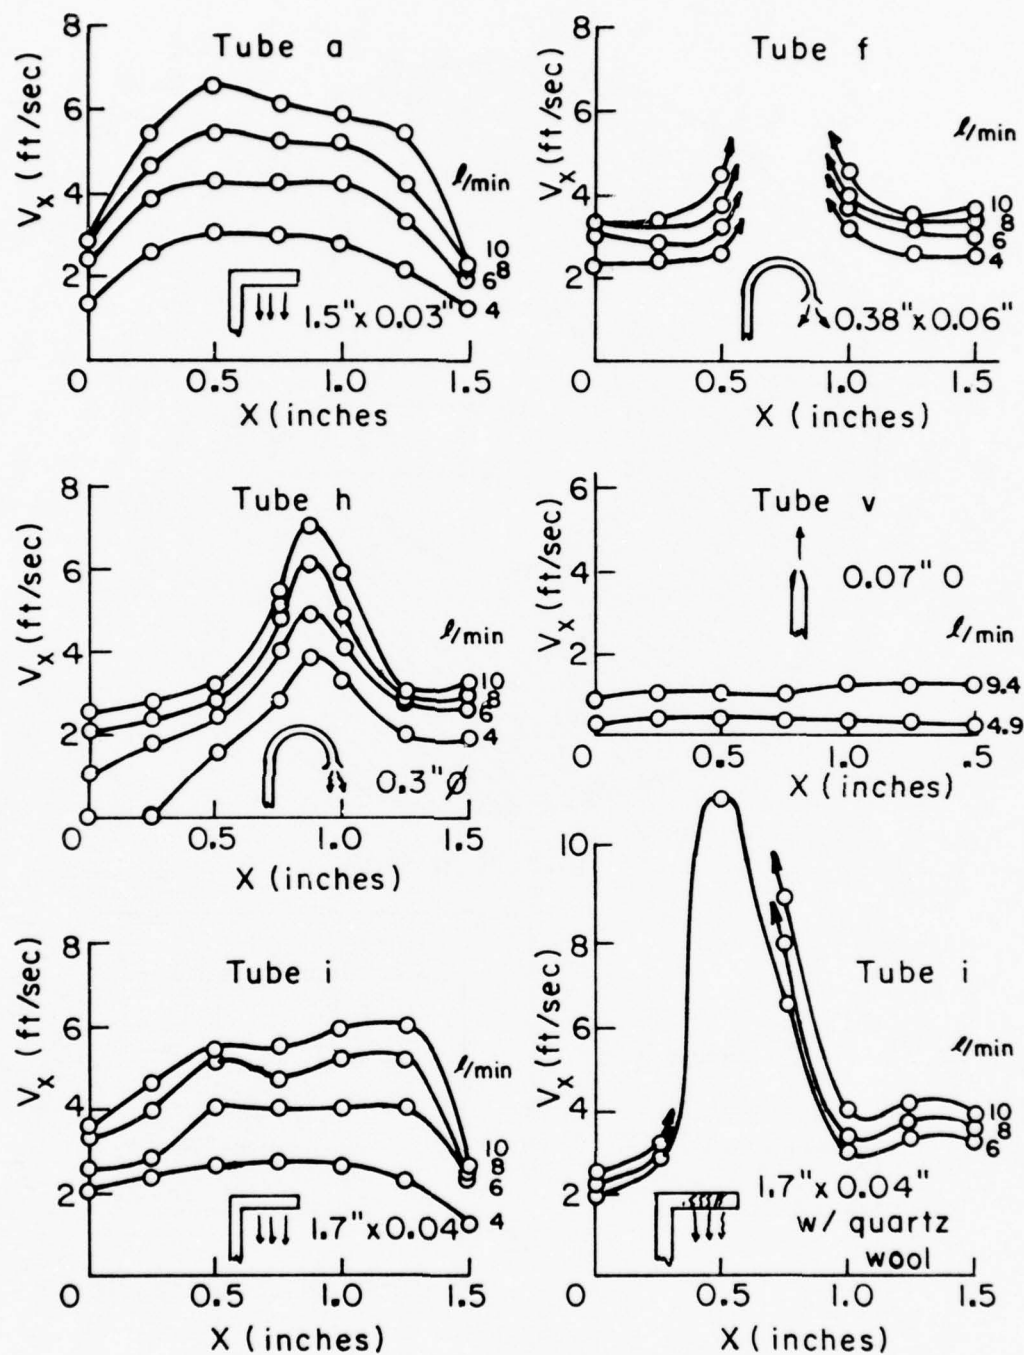 Tube a
V_x (ft/sec)
8
6
4
2
l/min
10
8
6
4
1.5" x 0.03"
0
0.5
1.0
1.5
X (inches
Tube f
V_x (ft/sec)
8
6
4
2
l/min
10
8
6
4
0.38" x 0.06"
0
0.5
1.0
1.5
X (inches)
Tube h
V_x (ft/sec)
8
6
4
2
l/min
10
8
6
4
0.3" Ø
0
0.5
1.0
1.5
X (inches)
Tube v
V_x (ft/sec)
6
4
2
0.07" O
l/min
9.4
4.9
0
0.5
1.0
.5
X (inches)
Tube i
V_x (ft/sec)
8
6
4
2
l/min
10
8
6
4
1.7" x 0.04
0
0.5
1.0
1.5
X (inches)
Tube i
V_x (ft/sec)
10
8
6
4
2
l/min
10
8
6
1.7" x 0.04"
w/ quartz
wool
0
0.5
1.0
1.5
X (inches)